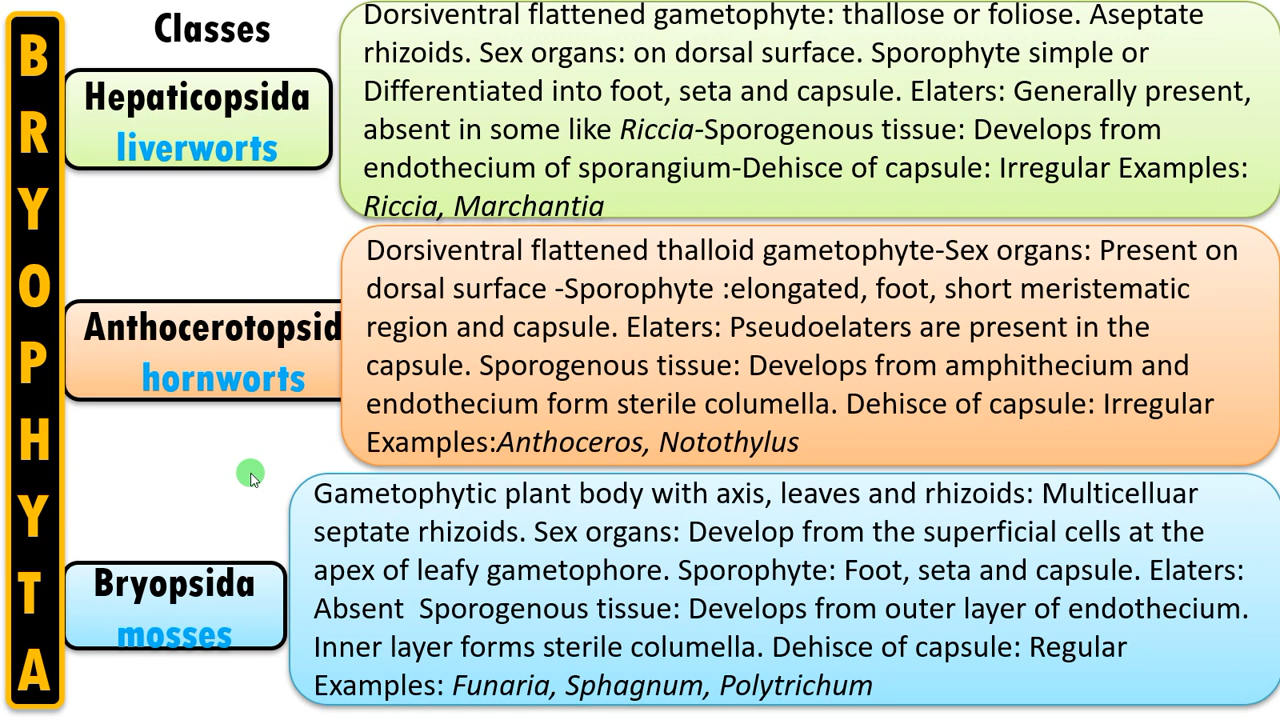 BRYOPHYTA
Classes
Hepaticopsida
liverworts
Dorsiventral flattened gametophyte: thallose or foliose. Aseptate
rhizoids. Sex organs: on dorsal surface. Sporophyte simple or
Differentiated into foot, seta and capsule. Elaters: Generally present,
absent in some like Riccia-Sporogenous tissue: Develops from
endothecium of sporangium-Dehisce of capsule: Irregular Examples:
Riccia, Marchantia
Anthocerotopsid
hornworts
Dorsiventral flattened thalloid gametophyte-Sex organs: Present on
dorsal surface -Sporophyte :elongated, foot, short meristematic
region and capsule. Elaters: Pseudoelaters are present in the
capsule. Sporogenous tissue: Develops from amphithecium and
endothecium form sterile columella. Dehisce of capsule: Irregular
Examples:Anthoceros, Notothylus
Bryopsida
mosses
Gametophytic plant body with axis, leaves and rhizoids: Multicelluar
septate rhizoids. Sex organs: Develop from the superficial cells at the
apex of leafy gametophore. Sporophyte: Foot, seta and capsule. Elaters:
Absent  Sporogenous tissue: Develops from outer layer of endothecium.
Inner layer forms sterile columella. Dehisce of capsule: Regular
Examples: Funaria, Sphagnum, Polytrichum